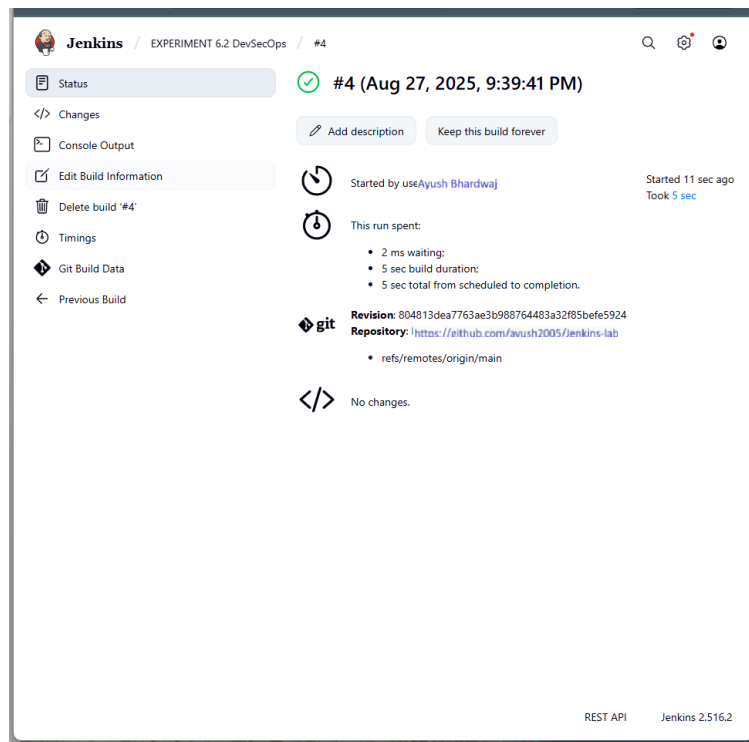 Jenkins / EXPERIMENT 6.2 DevSecOps / #4
Status
Changes
Console Output
Edit Build Information
Delete build ‘#4’
Timings
Git Build Data
Previous Build
#4 (Aug 27, 2025, 9:39:41 PM)
Add description
Keep this build forever
Started by use Ayush Bhardwaj
Started 11 sec ago
Took 5 sec
This run spent:
• 2 ms waiting;
• 5 sec build duration;
• 5 sec total from scheduled to completion.
git
Revision: 804813dea7763ae3b988764483a32f85befe5924
Repository: https://github.com/avush2005/Jenkins-lab
• refs/remotes/origin/main
No changes.
REST API
Jenkins 2.516.2